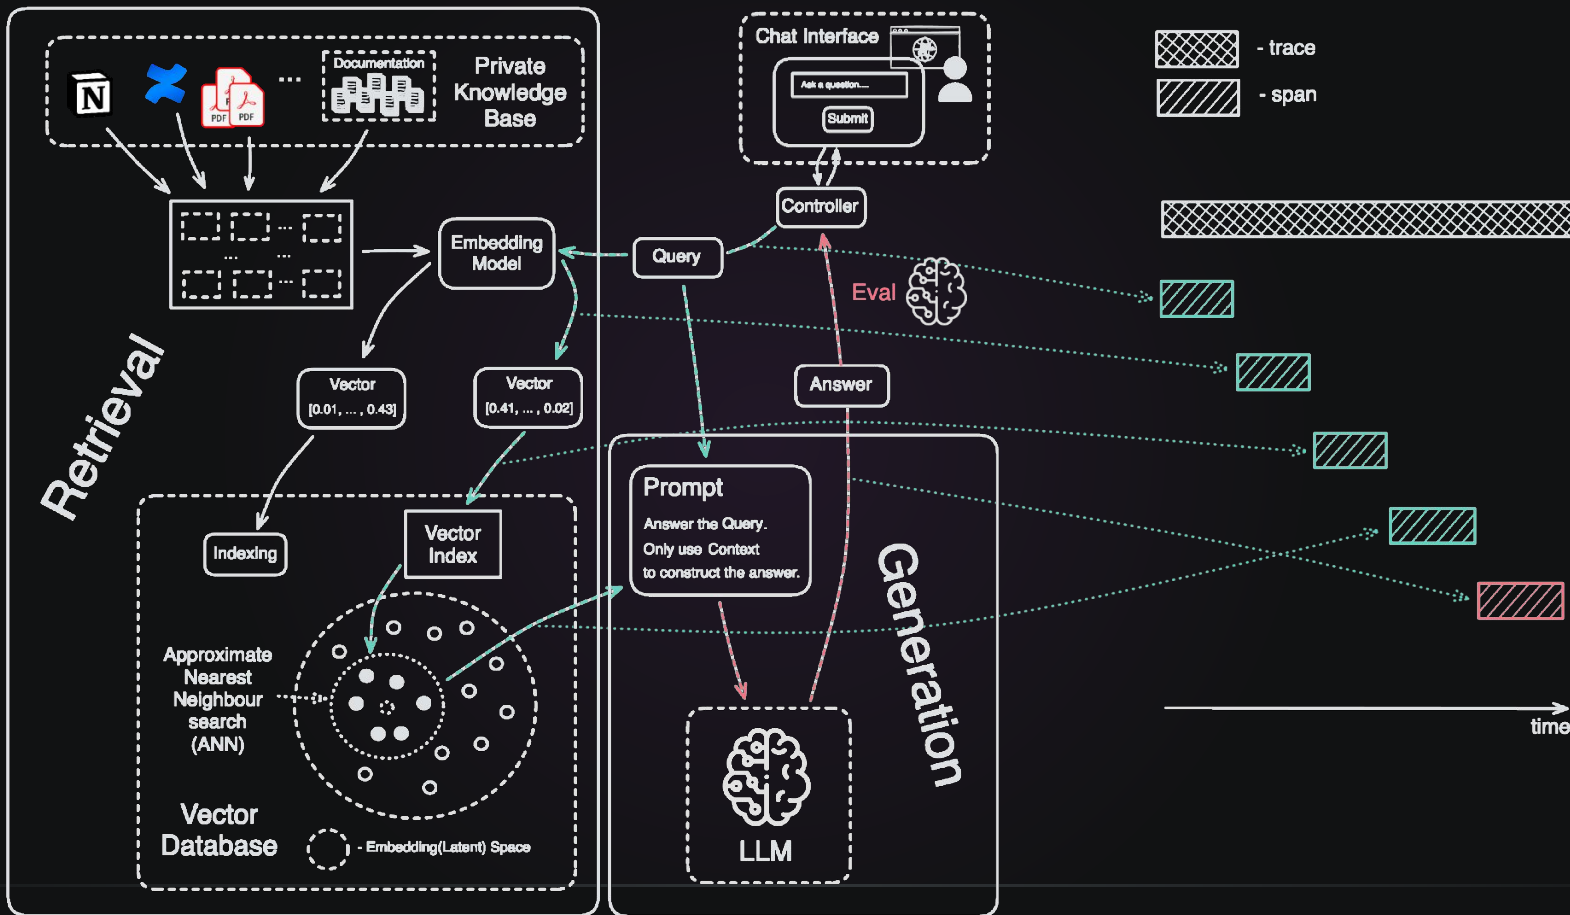 Private
Knowledge
Base
Documentation
N
PDF
PDF
...
Chat Interface
Ask a question....
Submit
- trace
- span
Controller
Query
Embedding
Model
...
...
...
...
Eval
Retrieval
Vector
[0.01, ... , 0.43]
Vector
[0.41, ... , 0.02]
Answer
Prompt
Answer the Query.
Only use Context
to construct the answer.
Indexing
Vector
Index
Generation
Approximate
Nearest
Neighbour
search
(ANN)
Vector
Database
- Embedding(Latent) Space
LLM
time